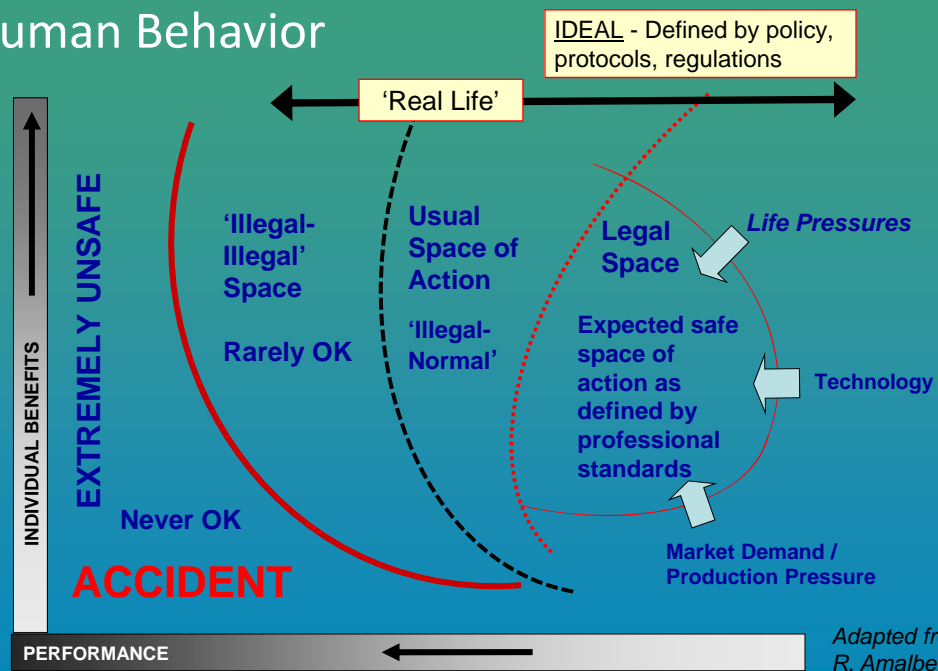 uman Behavior
IDEAL - Defined by policy,
protocols, regulations
'Real Life'
INDIVIDUAL BENEFITS
EXTREMELY UNSAFE
'Illegal-
Illegal'
Space
Rarely OK
Usual
Space of
Action
'Illegal-
Normal'
Legal
Space
Expected safe
space of
action as
defined by
professional
standards
Life Pressures
Technology
Market Demand /
Production Pressure
Never OK
ACCIDENT
PERFORMANCE
Adapted fr
R. Amalbe